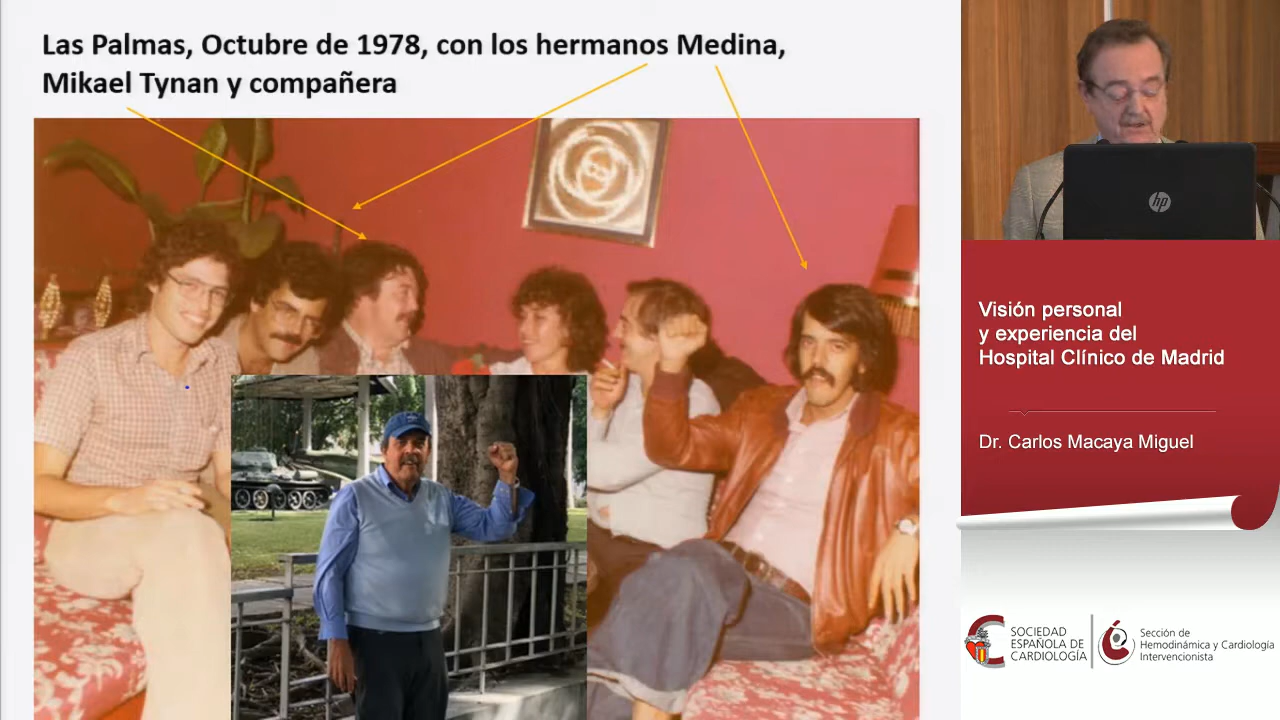 Las Palmas, Octubre de 1978, con los hermanos Medina,
Mikael Tynan y compañera
hp
Visión personal
y experiencia del
Hospital Clínico de Madrid
Dr. Carlos Macaya Miguel
SOCIEDAD
ESPAÑOLA DE
CARDIOLOGÍA
Sección de
Hemodinámica y Cardiología
Intervencionista